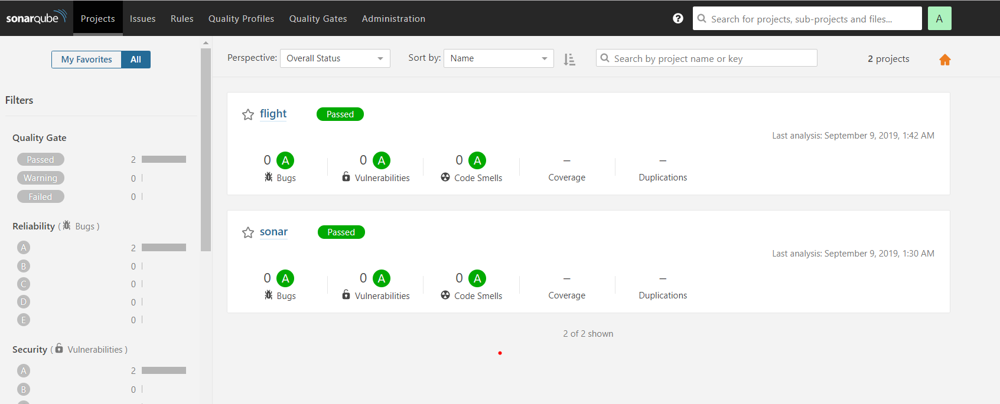 sonarqube Projects Issues Rules Quality Profiles Quality Gates Administration ? Search for projects, sub-projects and files... A
My Favorites All
Perspective: Overall Status Sort by: Name Search by project name or key 2 projects
Filters
Quality Gate
Passed 2
Warning 0
Failed 0
Reliability ( Bugs )
A 2
B 0
C 0
D 0
E 0
Security ( Vulnerabilities )
A 2
B 0
flight Passed
Last analysis: September 9, 2019, 1:42 AM
0 A 0 A 0 A – –
Bugs Vulnerabilities Code Smells Coverage Duplications
sonar Passed
Last analysis: September 9, 2019, 1:30 AM
0 A 0 A 0 A – –
Bugs Vulnerabilities Code Smells Coverage Duplications
2 of 2 shown